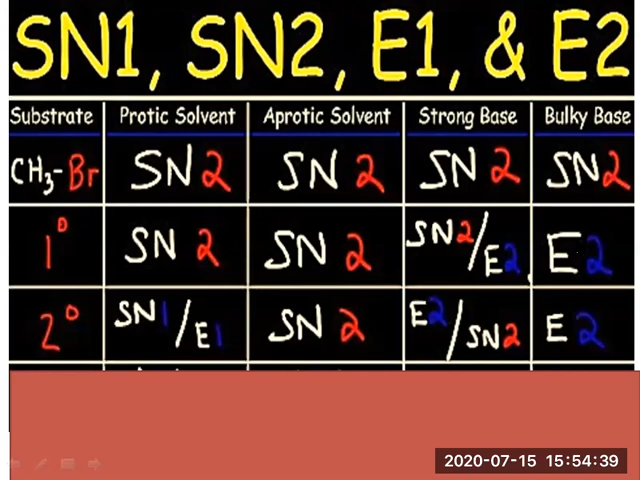 SN1, SN2, E1, & E2
Substrate Protic Solvent Aprotic Solvent Strong Base Bulky Base
CH3-Br SN2 SN2 SN2 SN2
1° SN2 SN2 SN2/E2 E2
2° SN1/E1 SN2 E2/SN2 E2
2020-07-15 15:54:39